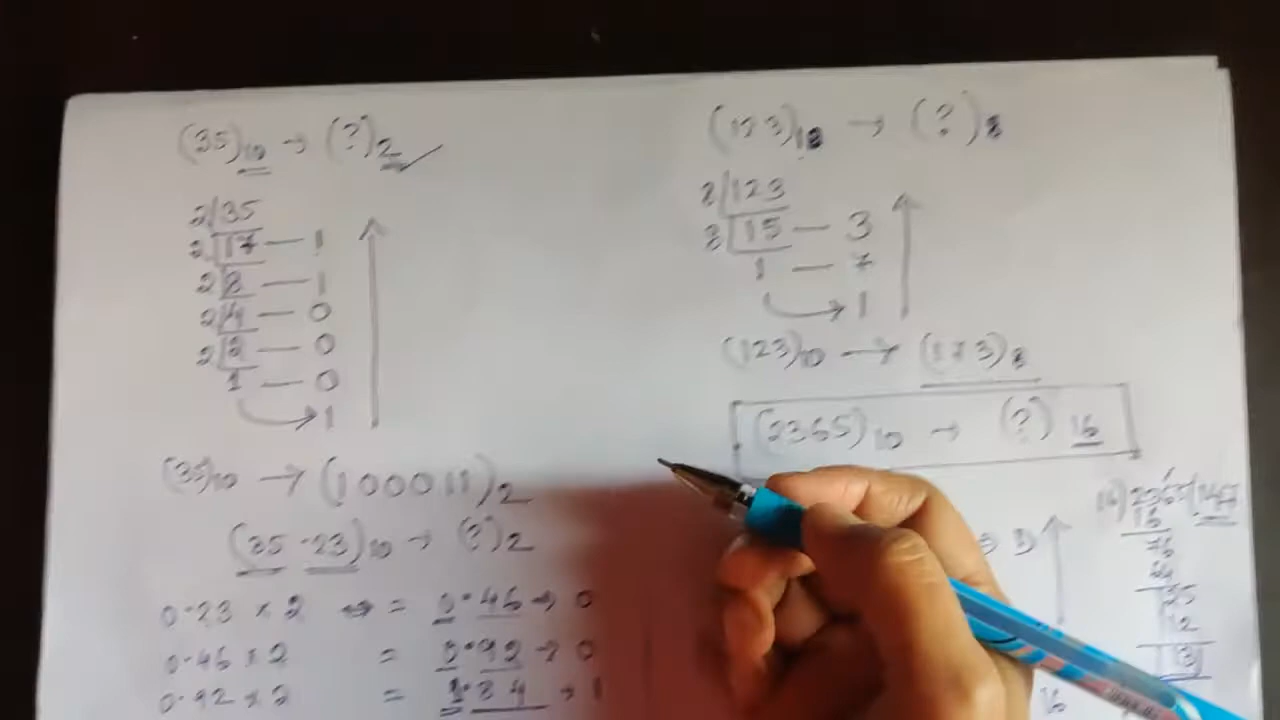 (35)10 → (?)2
2|35
2|17 — 1
2|8 — 1
2|4 — 0
2|2 — 0
1 — 0
1
(35)10 → (100011)2
(35.23)10 → (?)2
0.23 x 2 = 0.46 → 0
0.46 x 2 = 0.92 → 0
0.92 x 2 = 1.84 → 1
(123)10 → (?)8
8|123
8|15 — 3
1 — 7
1
(123)10 → (173)8
(2365)10 → (?)16
D
16